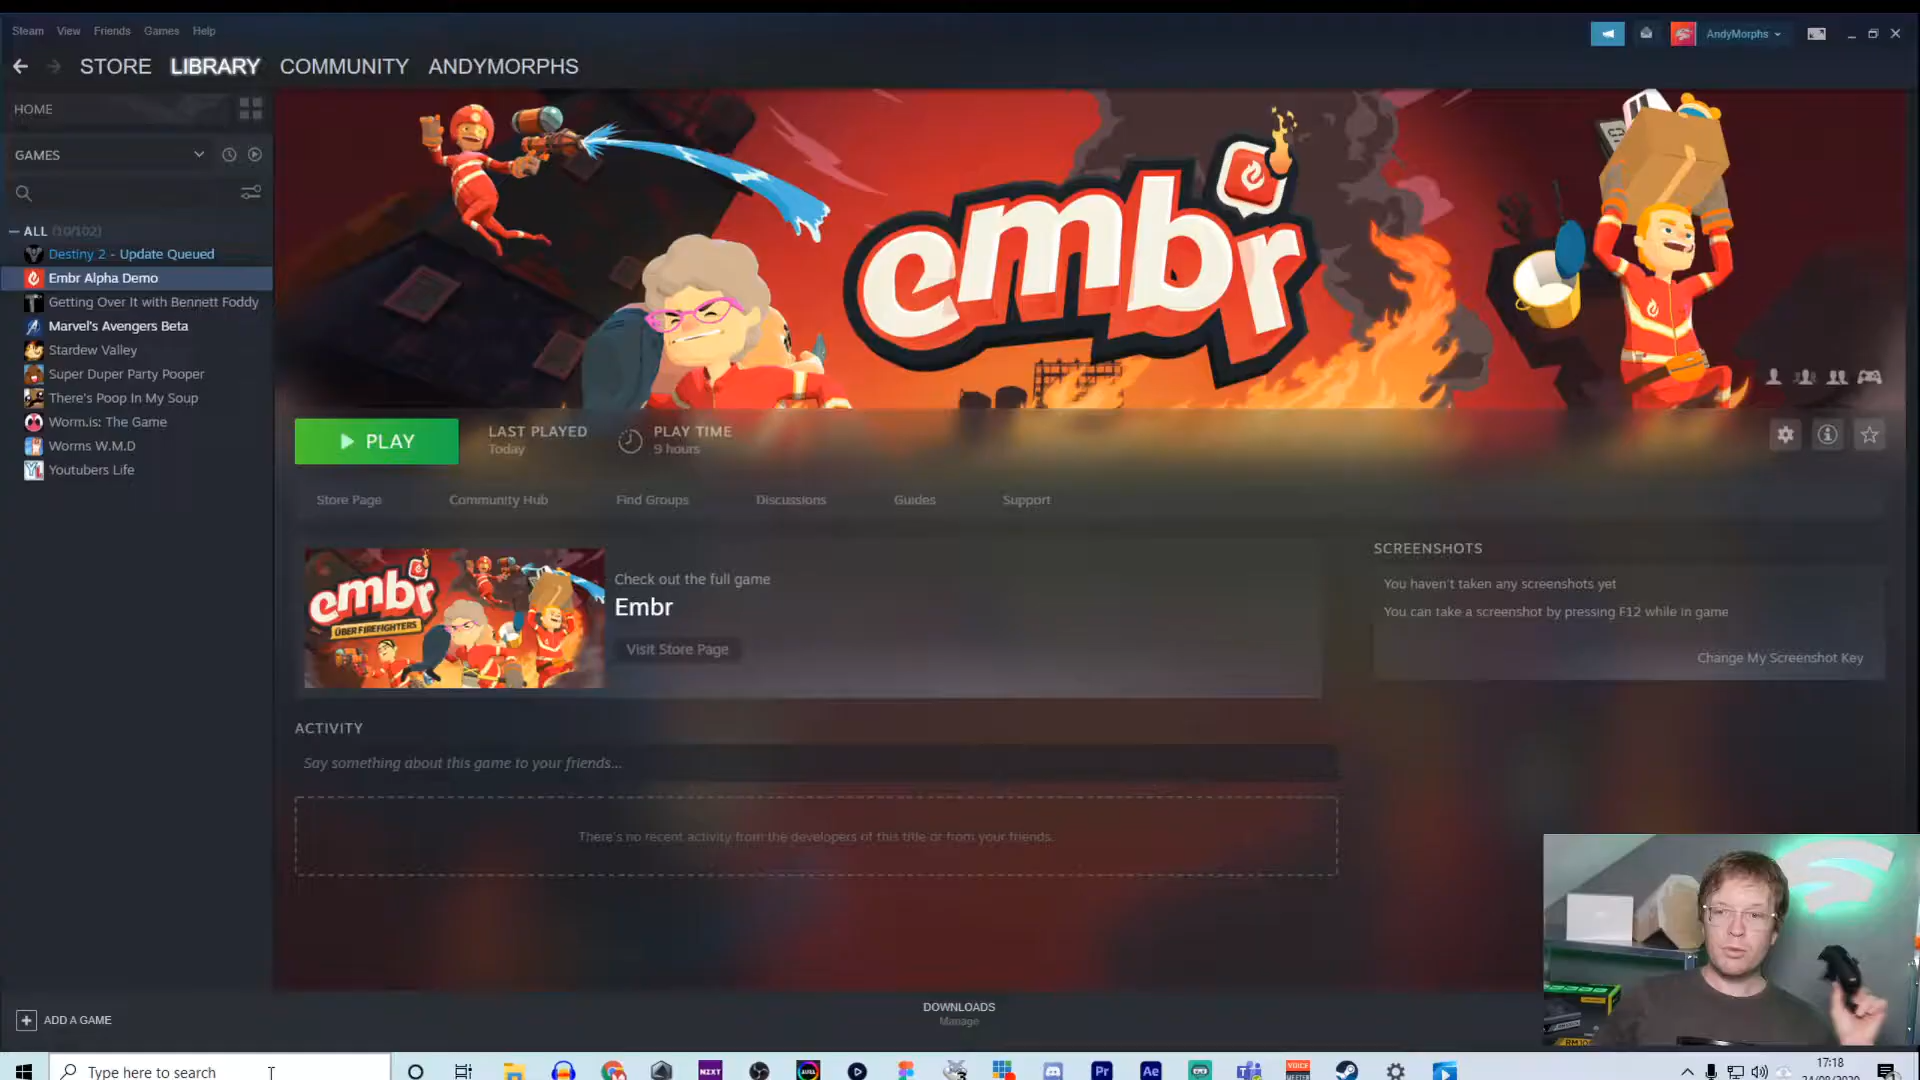 Steam View Friends Games Help
AndyMorphs
STORE LIBRARY COMMUNITY ANDYMORPHS
HOME
GAMES
ALL (10/102)
Destiny 2 - Update Queued
Embr Alpha Demo
Getting Over It with Bennett Foddy
Marvel's Avengers Beta
Stardew Valley
Super Duper Party Pooper
There's Poop In My Soup
Worm.is: The Game
Worms W.M.D
Youtubers Life
embr
PLAY
LAST PLAYED
Today
PLAY TIME
9 hours
Store Page Community Hub Find Groups Discussions Guides Support
embr
ÜBER FIREFIGHTERS
Check out the full game
Embr
Visit Store Page
SCREENSHOTS
You haven't taken any screenshots yet
You can take a screenshot by pressing F12 while in game
Change My Screenshot Key
ACTIVITY
Say something about this game to your friends...
There's no recent activity from the developers of this title or from your friends.
ADD A GAME
DOWNLOADS
Manage
Type here to search
NZXT
Pr
Ae
17:18
24/08/2020